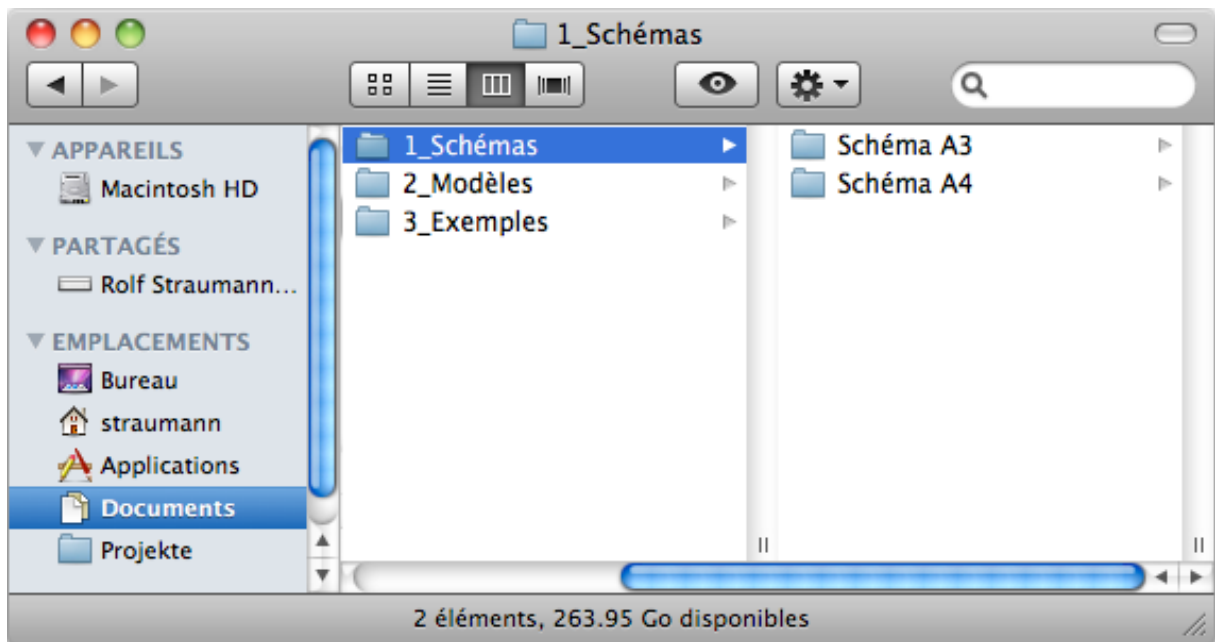 1_Schémas
APPAREILS
Macintosh HD
PARTAGÉS
Rolf Straumann...
EMPLACEMENTS
Bureau
straumann
Applications
Documents
Projekte
1_Schémas
2_Modèles
3_Exemples
Schéma A3
Schéma A4
2 éléments, 263.95 Go disponibles